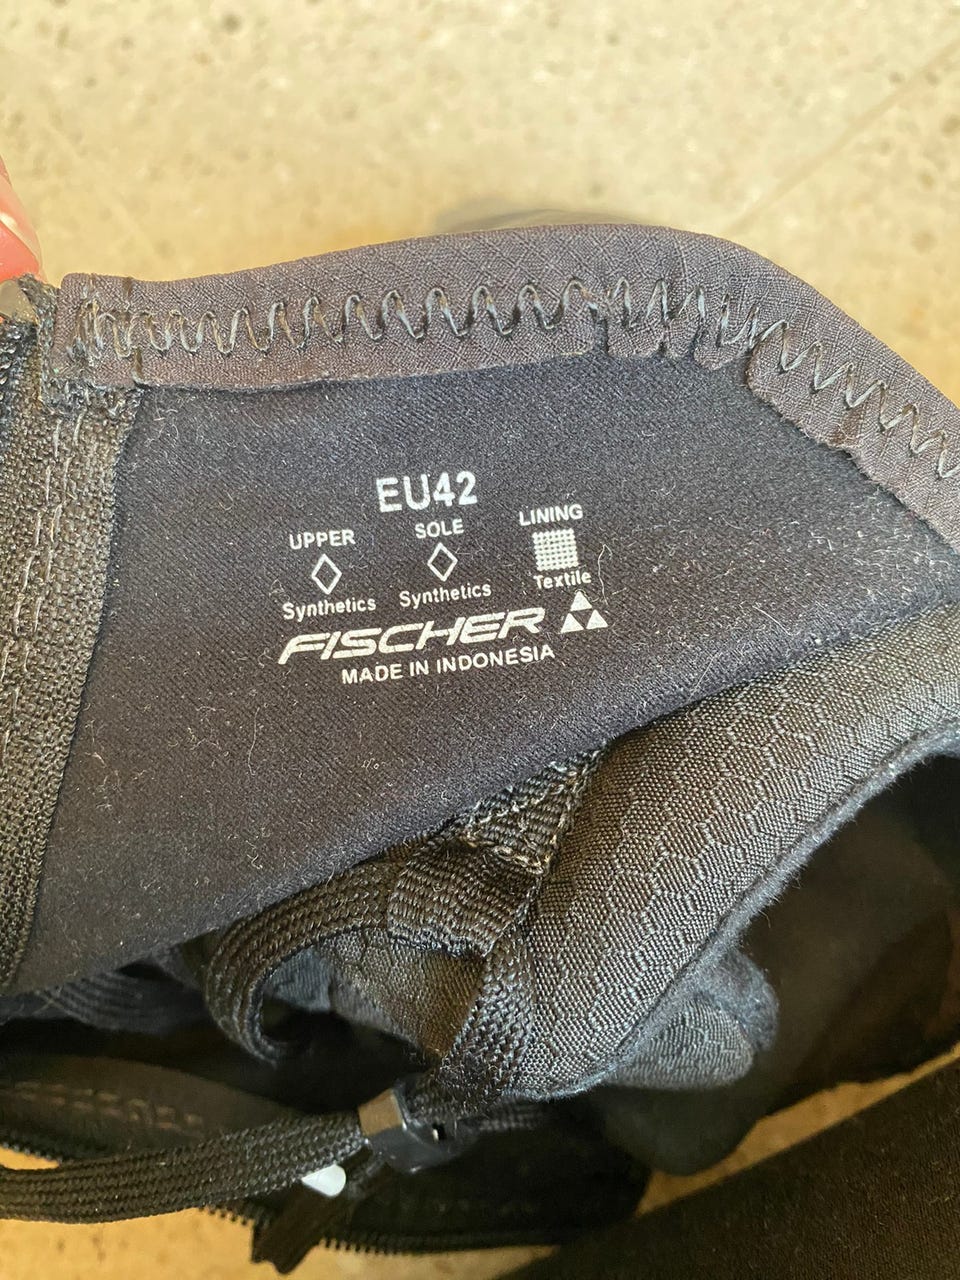 EU42
UPPER SOLE LINING
Synthetics Synthetics Textile
FISCHER
MADE IN INDONESIA